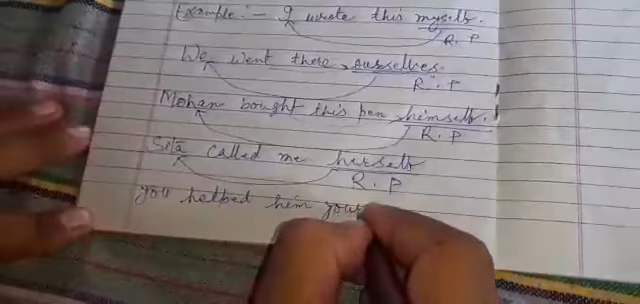 Example:- I wrote this myself.
R.P
We went there ourselves.
R.P
Mohan bought this pen himself.
R.P
Sita called me herself
R.P
you helped him your